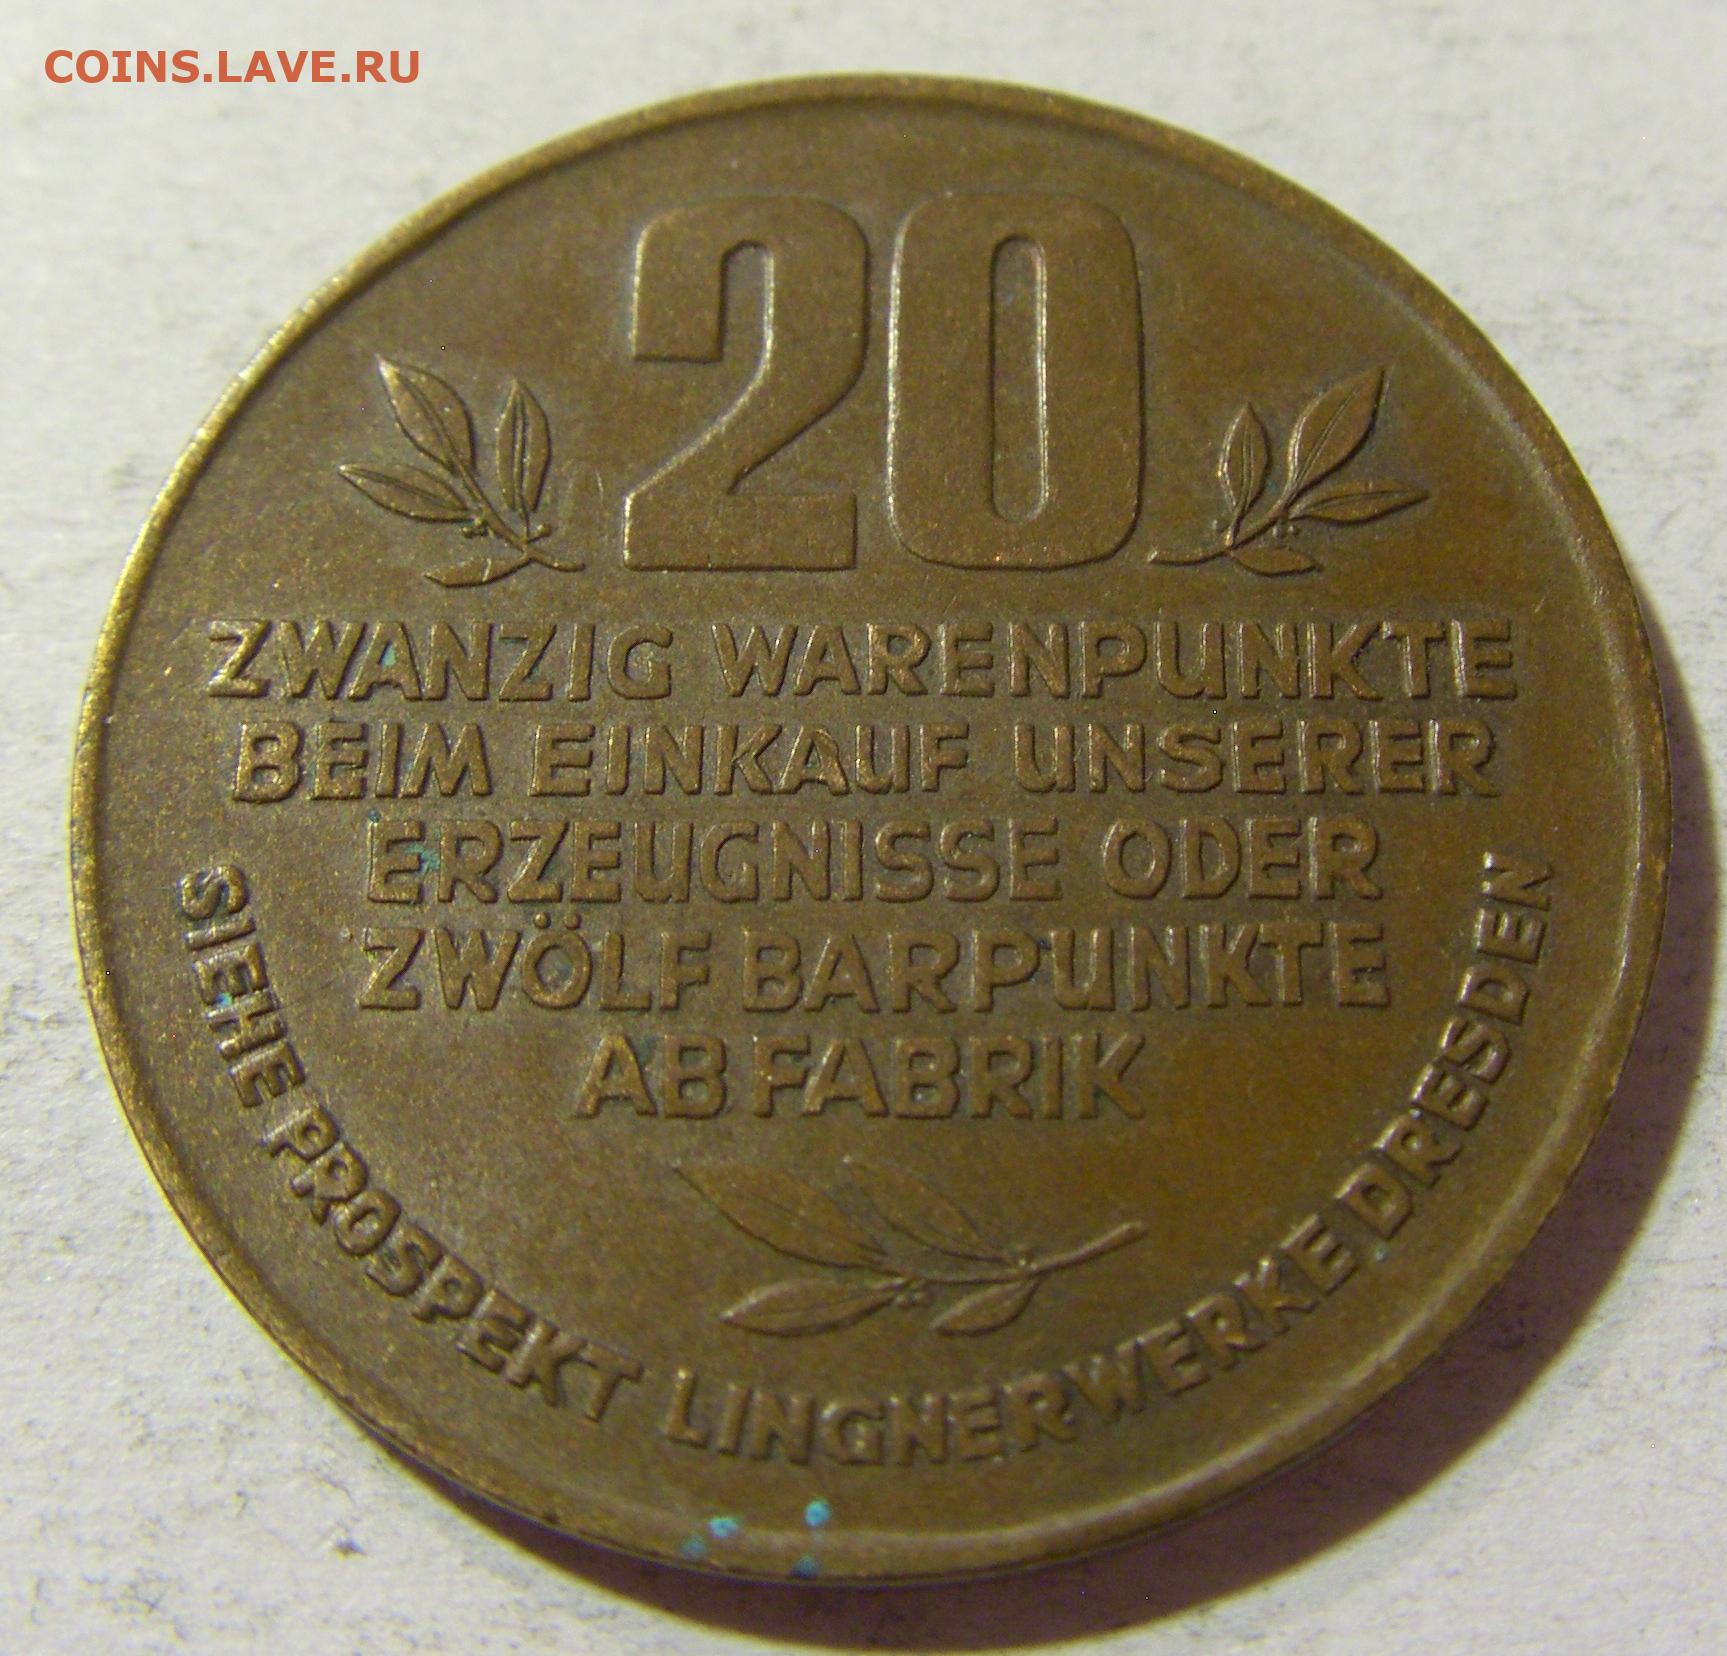 COINS.LAVE.RU
20
ZWANZIG WARENPUNKTE
BEIM EINKAUF UNSERER
ERZEUGNISSE ODER
ZWÖLF BARPUNKTE
AB FABRIK
SIEHE PROSPEKT LINGNERWERKE DRESDEN